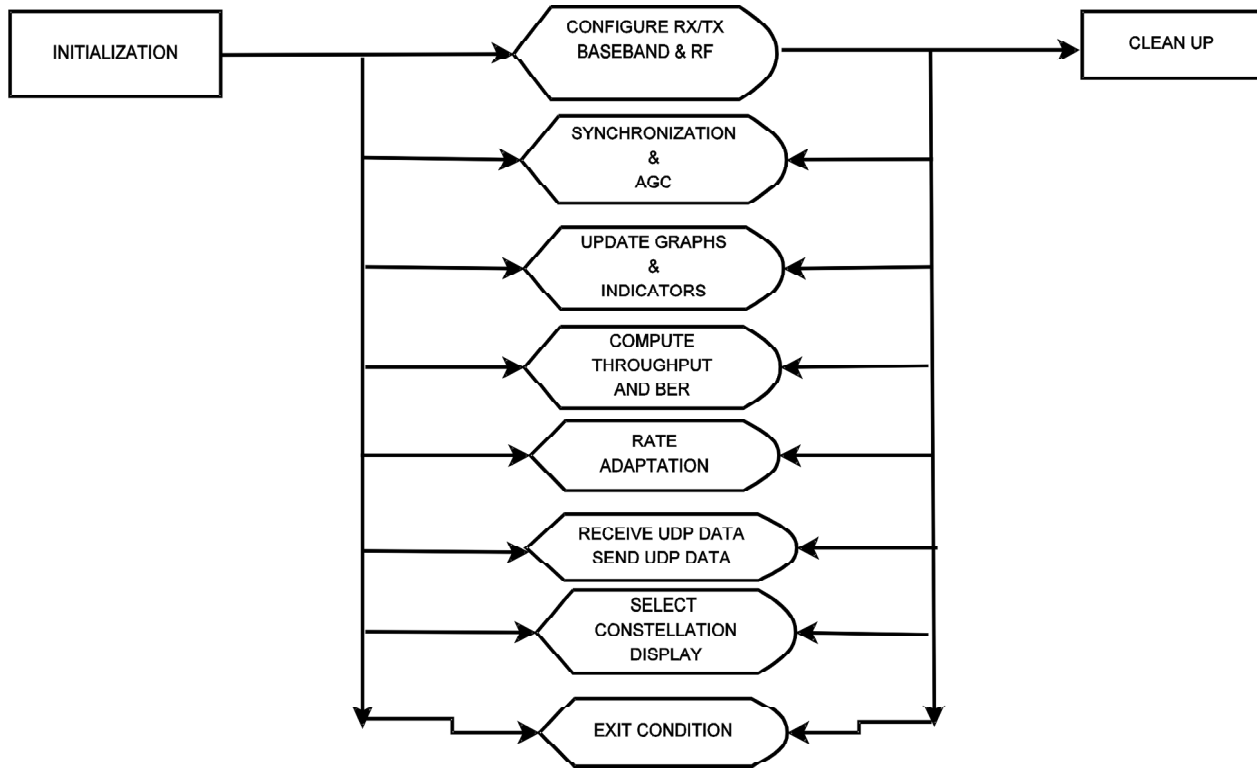 INITIALIZATION
CONFIGURE RX/TX
BASEBAND & RF
CLEAN UP
SYNCHRONIZATION
&
AGC
UPDATE GRAPHS
&
INDICATORS
COMPUTE
THROUGHPUT
AND BER
RATE
ADAPTATION
RECEIVE UDP DATA
SEND UDP DATA
SELECT
CONSTELLATION
DISPLAY
EXIT CONDITION